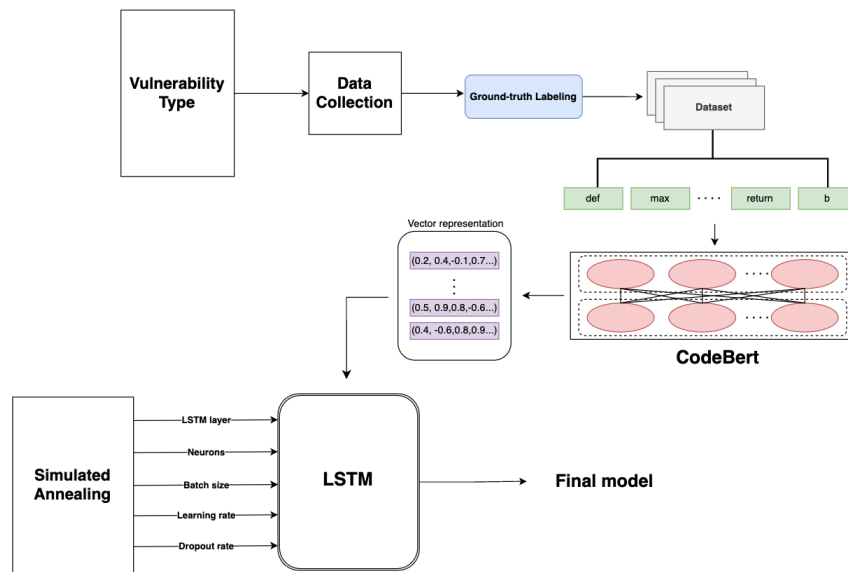 Vulnerability
Type
Data
Collection
Ground-truth Labeling
Dataset
def
max
....
return
b
Vector representation
(0.2, 0.4,-0.1,0.7...)
(0.5, 0.9,0.8,-0.6...)
(0.4, -0.6,0.8,0.9...)
CodeBert
Simulated
Annealing
LSTM layer
Neurons
Batch size
Learning rate
Dropout rate
LSTM
Final model